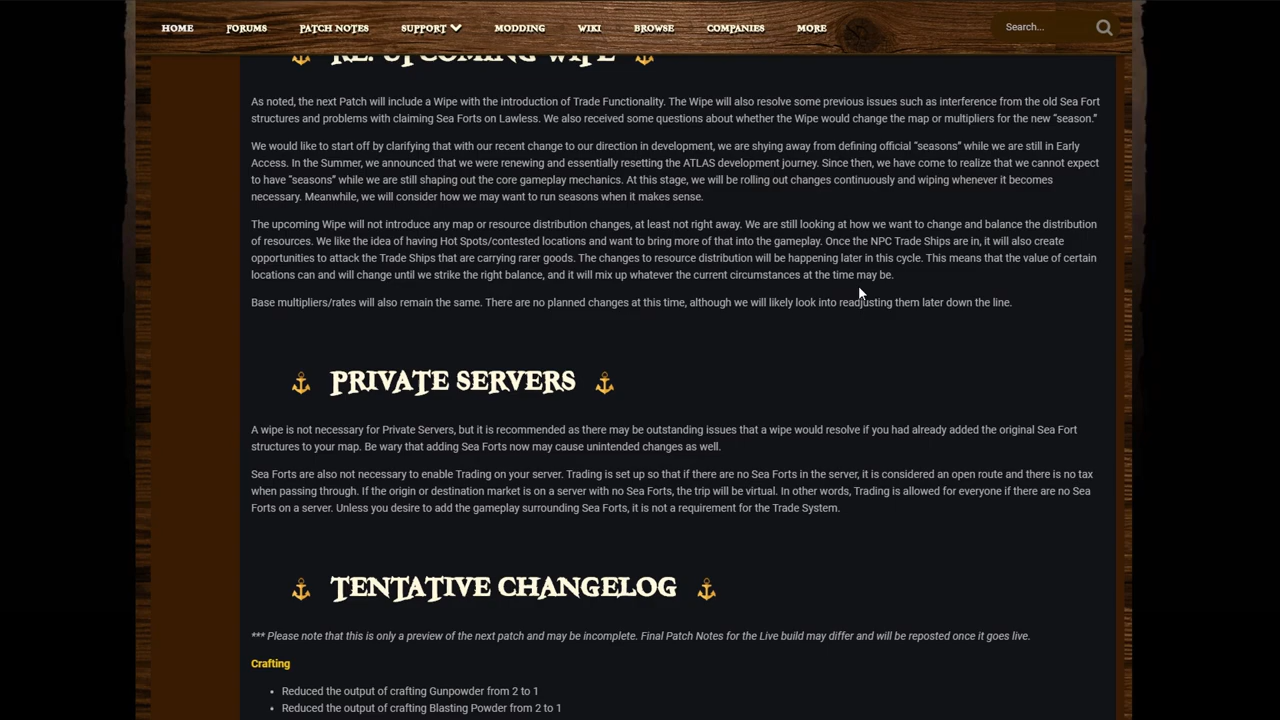 HOME FORUMS PATCH NOTES SUPPORT MODDING WIKI BROWSE COMPANIES MORE Search...
RE: UPCOMING WIPE
As noted, the next Patch will include a Wipe with the introduction of Trade Functionality. The Wipe will also resolve some previous issues such as interference from the old Sea Fort
structures and problems with claiming Sea Forts on Lawless. We also received some questions about whether the Wipe would change the map or multipliers for the new “season.”
We would like to start off by clarifying that with our recent change to our direction in development, we are shying away from coining official “seasons” while we are still in Early
Access. In the Summer, we announced that we were renewing and essentially resetting the ATLAS development journey. Since then, we have come to realize that we cannot expect
to have “seasons” while we are still shaping out the core gameplay mechanics. At this stage, we will be rolling out changes continuously and wiping whenever it becomes
necessary. Meanwhile, we will consider how we may want to run seasons when it makes sense.
The upcoming Wipe will not introduce any map or resource distribution changes, at least not right away. We are still looking at how we want to change and balance the distribution
of resources. We like the idea of having Hot Spots/contested locations and want to bring more of that into the gameplay. Once NPC Trade Ships are in, it will also create
opportunities to attack the Trade Ships that are carrying rarer goods. The changes to resource distribution will be happening later in this cycle. This means that the value of certain
locations can and will change until we strike the right balance, and it will mix up whatever the current circumstances at the time may be.
Base multipliers/rates will also remain the same. There are no planned changes at this time, although we will likely look into readjusting them later down the line.
PRIVATE SERVERS
A wipe is not necessary for Private Servers, but it is recommended as there may be outstanding issues that a wipe would resolve if you had already added the original Sea Fort
structures to your map. Be wary that adding Sea Forts now may cause unintended changes as well.
Sea Forts are also not necessary to enable Trading on your server. Trading is set up so that if there are no Sea Forts in the server, it is considered an open route and there is no tax
when passing through. If the origin or destination market is on a server with no Sea Forts, the trip will be virtual. In other words, Trading is allowed for everyone if there are no Sea
Forts on a server. Unless you desire to add the gameplay surrounding Sea Forts, it is not a requirement for the Trade System.
TENTATIVE CHANGELOG
*** Please note that this is only a preview of the next patch and may be incomplete. Final Patch Notes for the live build may differ and will be reposted once it goes live.
Crafting
• Reduced the output of crafting Gunpowder from 2 to 1
• Reduced the output of crafting Blasting Powder from 2 to 1